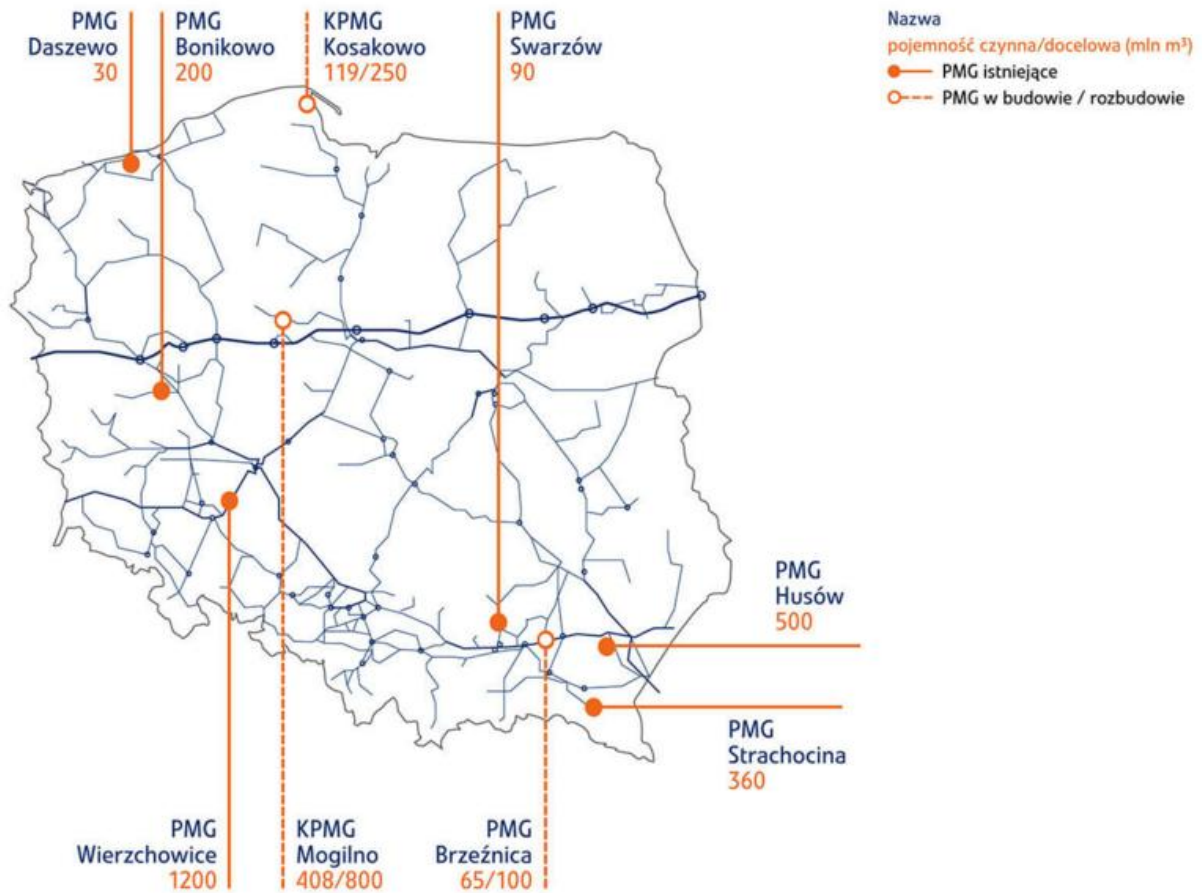 PMG
Daszewo
30
PMG
Bonikowo
200
KPMG
Kosakowo
119/250
PMG
Swarzów
90
Nazwa
pojemność czynna/docelowa (mln m³)
PMG istniejące
PMG w budowie / rozbudowie
PMG
Husów
500
PMG
Strachocina
360
PMG
Wierzchowice
1200
KPMG
Mogilno
408/800
PMG
Brzeźnica
65/100